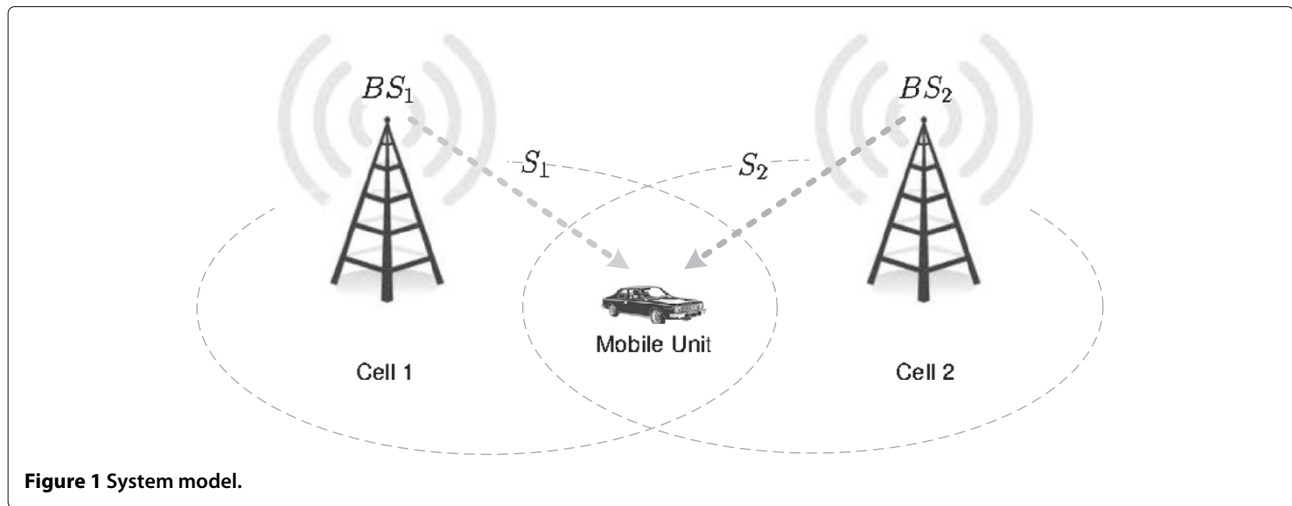 BS₁ BS₂
S₁ S₂
Mobile Unit
Cell 1 Cell 2
Figure 1 System model.